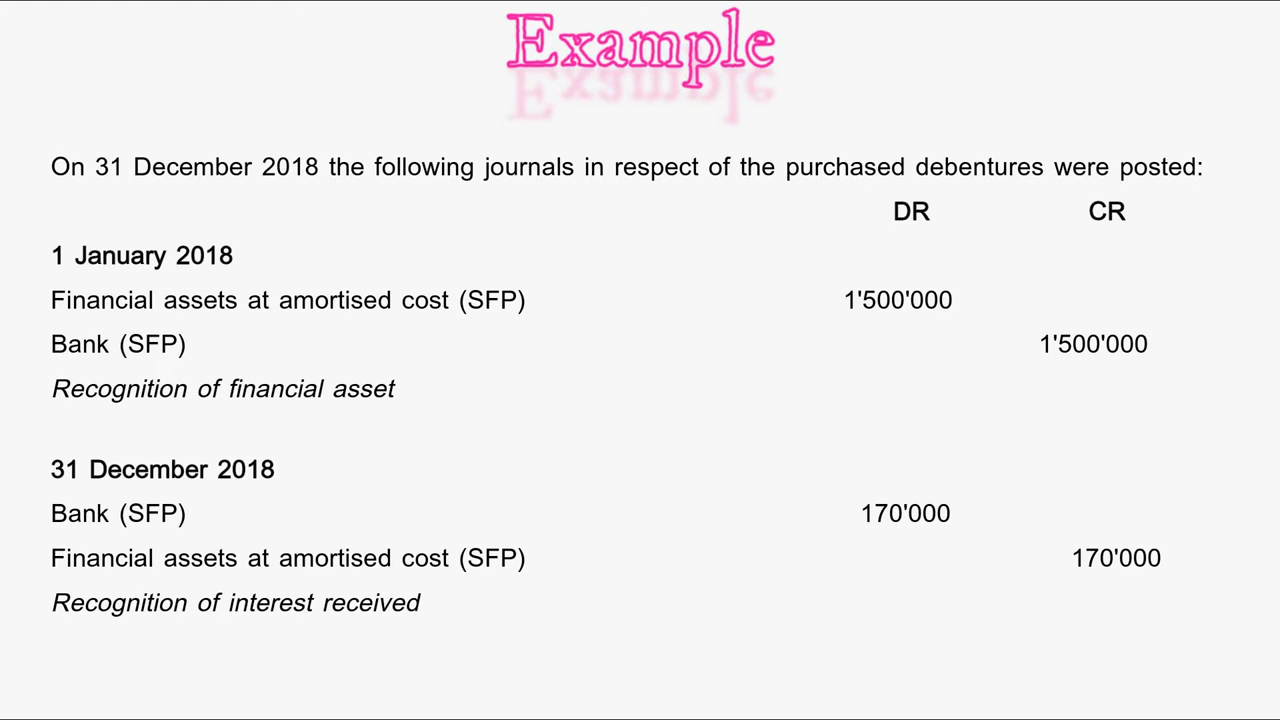 Example
On 31 December 2018 the following journals in respect of the purchased debentures were posted:
DR CR
1 January 2018
Financial assets at amortised cost (SFP) 1'500'000
Bank (SFP) 1'500'000
Recognition of financial asset
31 December 2018
Bank (SFP) 170'000
Financial assets at amortised cost (SFP) 170'000
Recognition of interest received